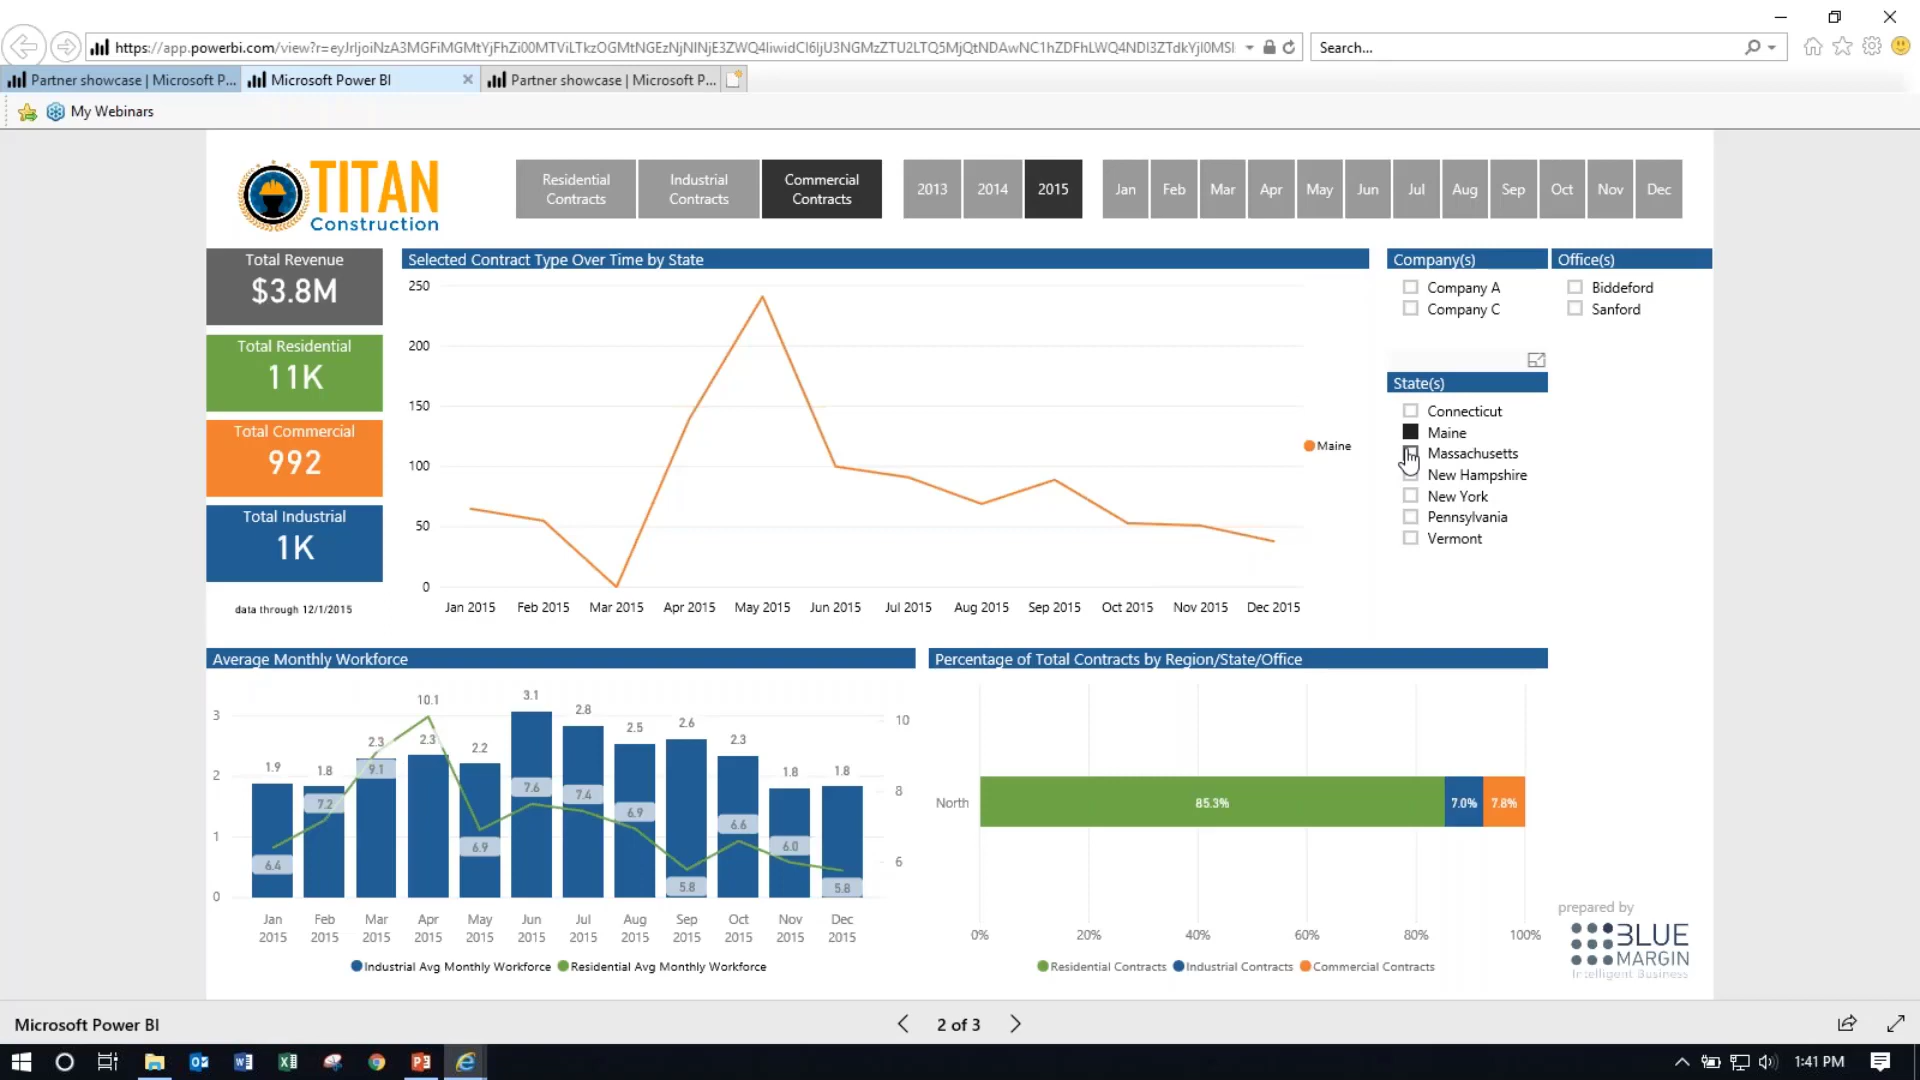 https://app.powerbi.com/view?r=eyJrIjoiNzA3MGFiMGMtYjFhZi00MTViLTkzOGMtNGEzNjNlNjE3ZWQ4IiwidCI6IjU3NGMzZTU2LTQ5MjQtNDAwNC1hZDFhLWQ4NDI3ZTdkYjI0MSI
Search...
Partner showcase | Microsoft P...
Microsoft Power BI
Partner showcase | Microsoft P...
My Webinars
TITAN
Construction
Residential Contracts
Industrial Contracts
Commercial Contracts
2013 2014 2015
Jan Feb Mar Apr May Jun Jul Aug Sep Oct Nov Dec
Total Revenue
$3.8M
Total Residential
11K
Total Commercial
992
Total Industrial
1K
data through 12/1/2015
Selected Contract Type Over Time by State
250
200
150
100
50
0
Jan 2015 Feb 2015 Mar 2015 Apr 2015 May 2015 Jun 2015 Jul 2015 Aug 2015 Sep 2015 Oct 2015 Nov 2015 Dec 2015
Maine
Company(s)
Company A
Company C
Office(s)
Biddeford
Sanford
State(s)
Connecticut
Maine
Massachusetts
New Hampshire
New York
Pennsylvania
Vermont
Average Monthly Workforce
3
2
1
0
10
8
6
1.9 1.8 2.3 2.3 2.2 3.1 2.8 2.5 2.6 2.3 1.8 1.8
6.4 7.2 9.1 10.1 6.9 7.6 7.4 6.9 5.8 6.6 6.0 5.8
Jan Feb Mar Apr May Jun Jul Aug Sep Oct Nov Dec
2015 2015 2015 2015 2015 2015 2015 2015 2015 2015 2015 2015
Industrial Avg Monthly Workforce Residential Avg Monthly Workforce
Percentage of Total Contracts by Region/State/Office
North
85.3% 7.0% 7.8%
0% 20% 40% 60% 80% 100%
Residential Contracts Industrial Contracts Commercial Contracts
prepared by
BLUE
MARGIN
Intelligent Business
Microsoft Power BI
2 of 3
1:41 PM